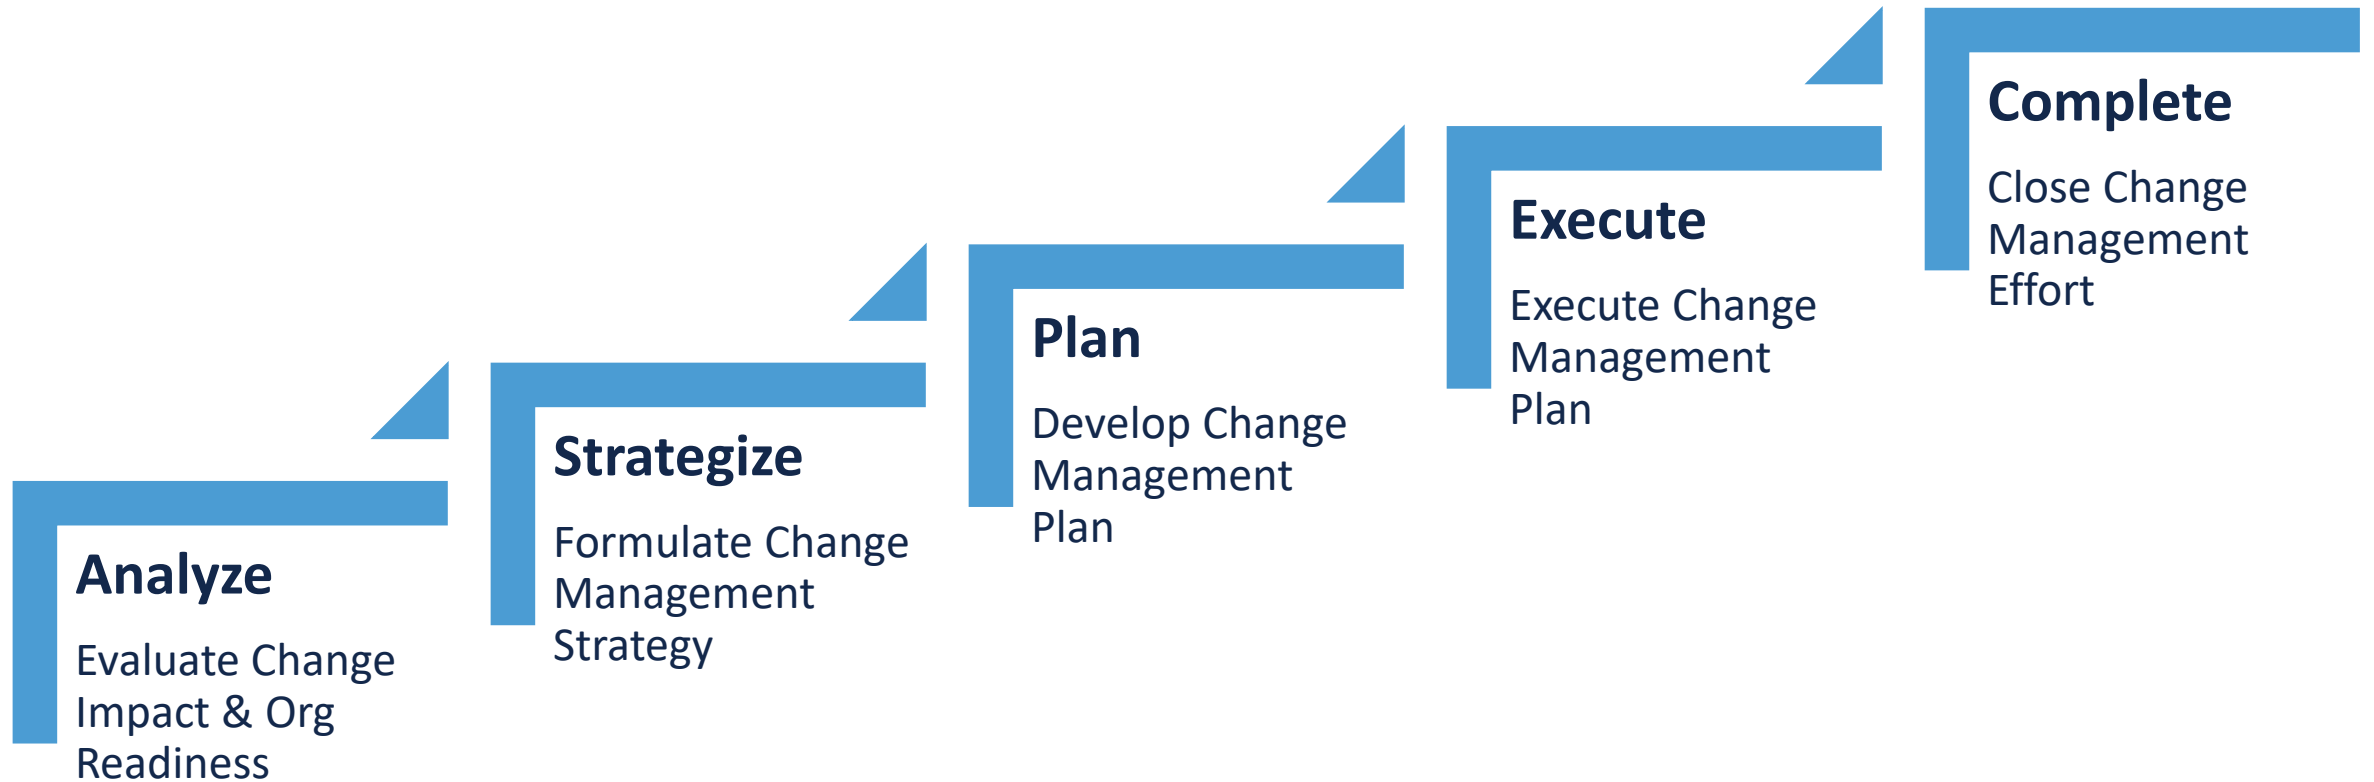 Analyze
Evaluate Change
Impact & Org
Readiness
Strategize
Formulate Change
Management
Strategy
Plan
Develop Change
Management
Plan
Execute
Execute Change
Management
Plan
Complete
Close Change
Management
Effort